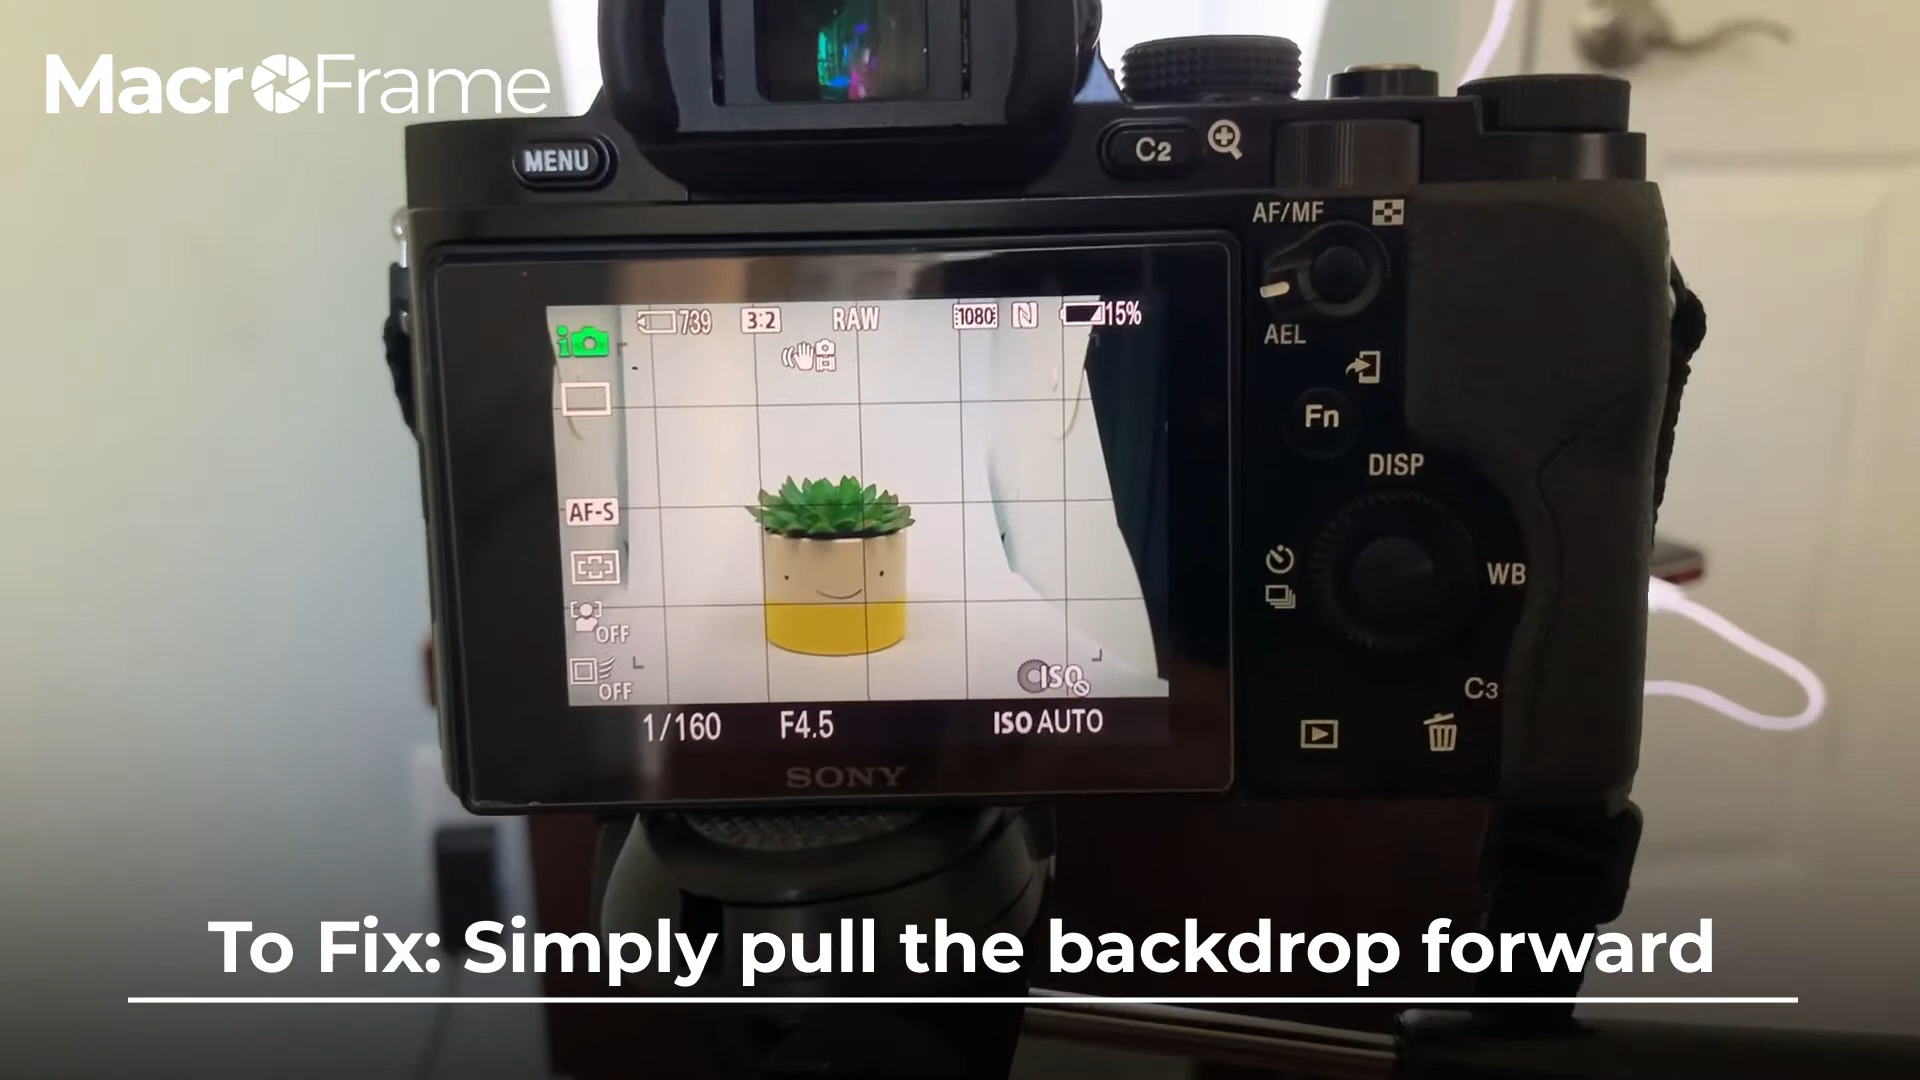 MacroFrame
MENU
C2
AF/MF
739
3:2
RAW
1080
N
15%
i
AEL
Fn
DISP
AF-S
OFF
WB
OFF
ISO
C3
1/160
F4.5
ISO AUTO
SONY
To Fix: Simply pull the backdrop forward